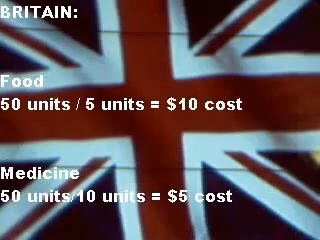 BRITAIN:
Food
50 units / 5 units = $10 cost
Medicine
50 units/10 units = $5 cost